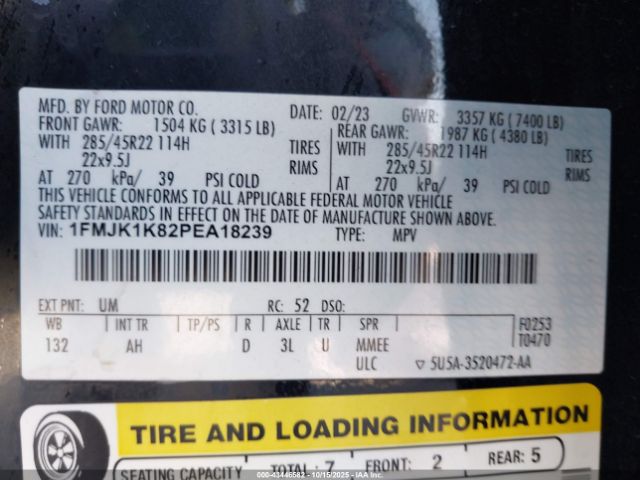 MFD. BY FORD MOTOR CO. DATE: 02/23 GVWR: 3357 KG ( 7400 LB)
FRONT GAWR: 1504 KG ( 3315 LB) REAR GAWR: 1987 KG ( 4380 LB)
WITH 285/45R22 114H TIRES WITH 285/45R22 114H TIRES
22x9.5J RIMS 22x9.5J RIMS
AT 270 kPa/ 39 PSI COLD AT 270 kPa/ 39 PSI COLD
THIS VEHICLE CONFORMS TO ALL APPLICABLE FEDERAL MOTOR VEHICLE
SAFETY STANDARDS IN EFFECT ON THE DATE OF MANUFACTURE SHOWN ABOVE.
VIN: 1FMJK1K82PEA18239 TYPE: MPV
EXT PNT: UM RC: 52 DSO:
WB INT TR TP/PS R AXLE TR SPR F0253
132 AH D 3L U MMEE T0470
ULC ▽ 5U5A-3520472-AA
TIRE AND LOADING INFORMATION
SEATING CAPACITY TOTAL: 7 FRONT: 2 REAR: 5
© One 43446582 - 10/15/2025 - IAAI.com